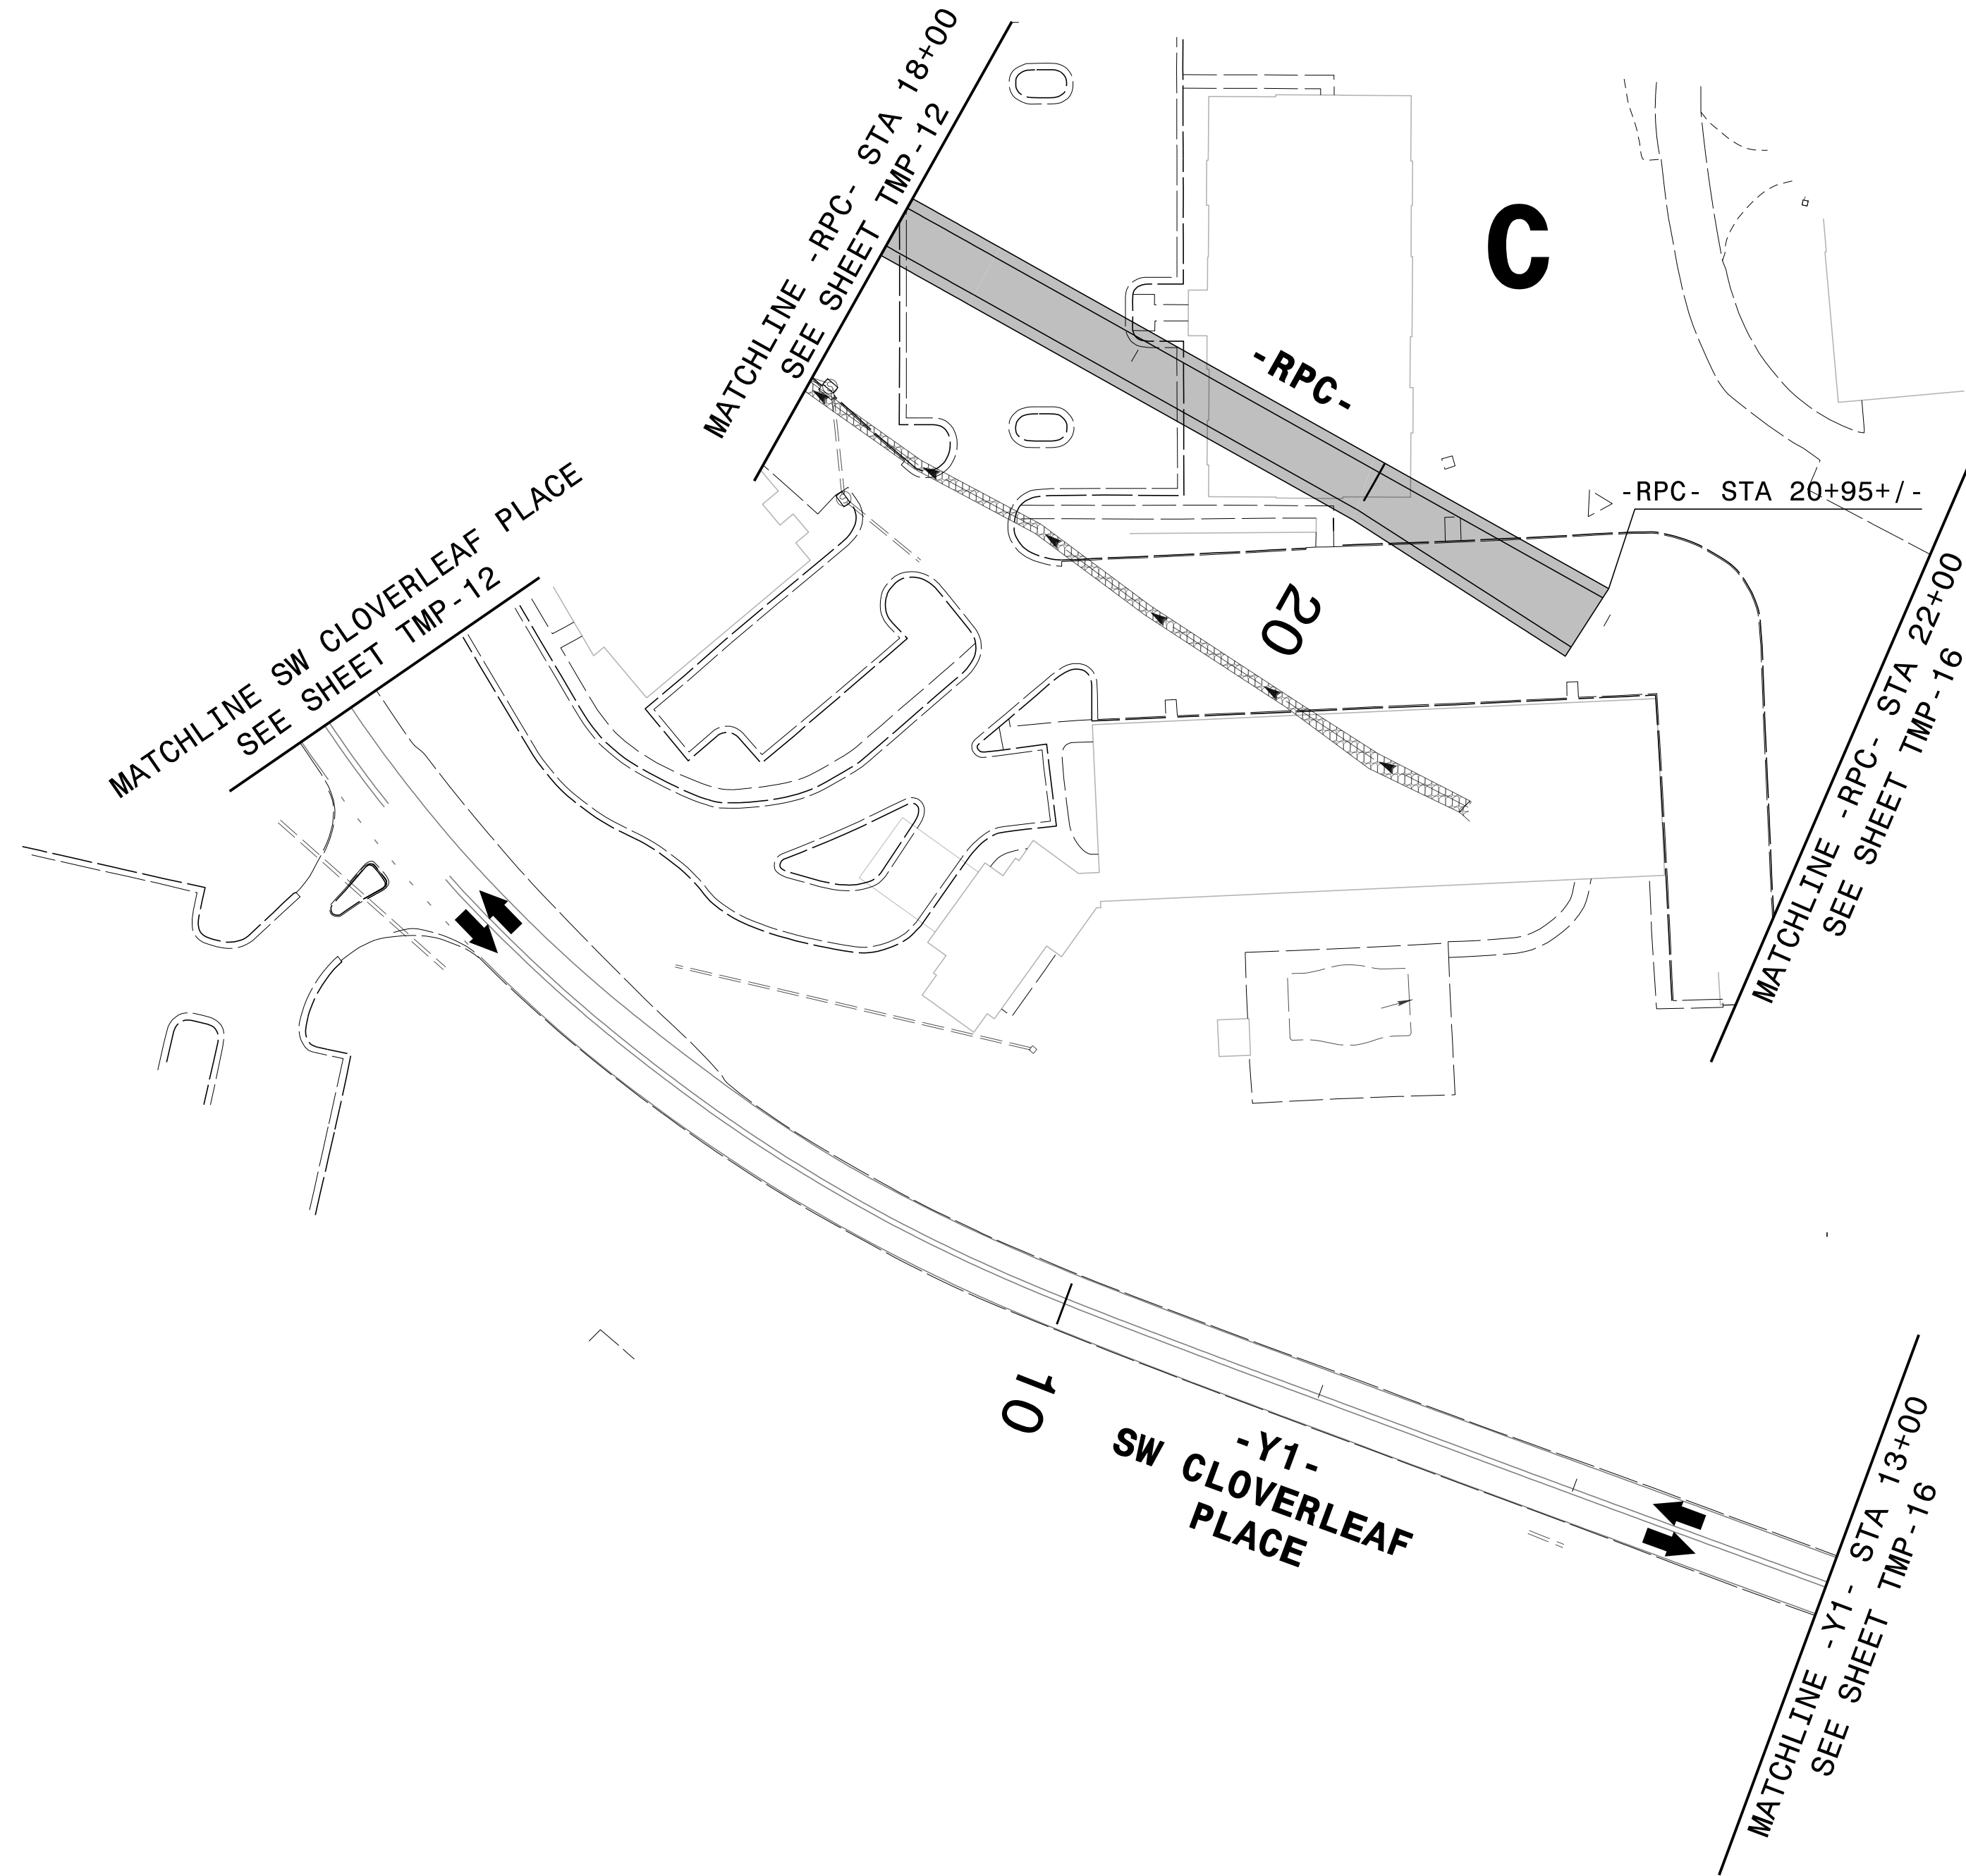 MATCHLINE -RPC- STA 18+00
SEE SHEET TMP-12
C
-RPC-
-RPC- STA 20+95+/-
MATCHLINE SW CLOVERLEAF PLACE
SEE SHEET TMP-12
20
MATCHLINE -RPC- STA 22+00
SEE SHEET TMP-16
10
-Y1-
SW CLOVERLEAF
PLACE
MATCHLINE -Y1- STA 13+00
SEE SHEET TMP-16